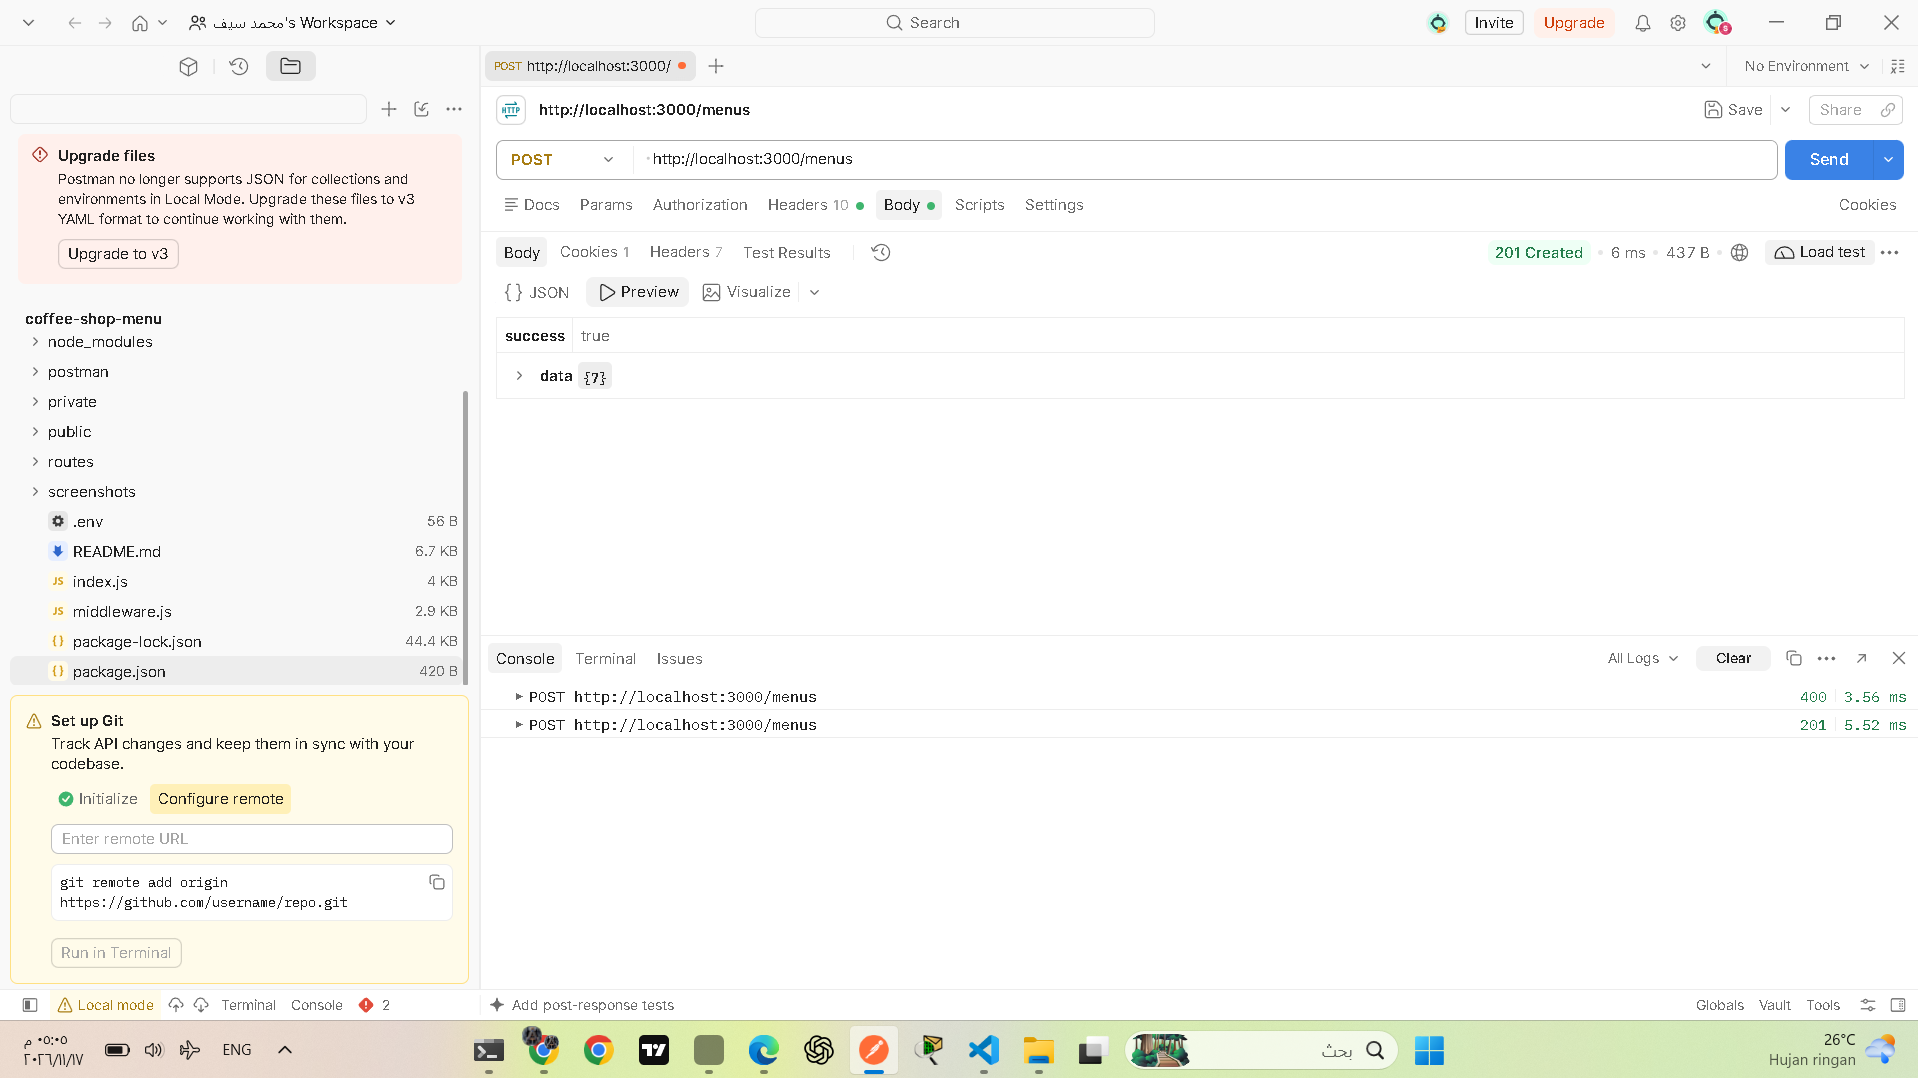 محمد سيف's Workspace
Search
Invite
Upgrade
POST http://localhost:3000/
No Environment
Upgrade files
Postman no longer supports JSON for collections and
environments in Local Mode. Upgrade these files to v3
YAML format to continue working with them.
Upgrade to v3
coffee-shop-menu
node_modules
postman
private
public
routes
screenshots
.env 56 B
README.md 6.7 KB
JS index.js 4 KB
JS middleware.js 2.9 KB
{} package-lock.json 44.4 KB
{} package.json 420 B
Set up Git
Track API changes and keep them in sync with your
codebase.
Initialize Configure remote
Enter remote URL
git remote add origin
https://github.com/username/repo.git
Run in Terminal
HTTP http://localhost:3000/menus
Save
Share
POST http://localhost:3000/menus
Send
Docs Params Authorization Headers 10 Body Scripts Settings
Cookies
Body Cookies 1 Headers 7 Test Results
201 Created 6 ms 437 B
Load test
{} JSON Preview Visualize
success true
data {7}
Console Terminal Issues
All Logs Clear
POST http://localhost:3000/menus 400 3.56 ms
POST http://localhost:3000/menus 201 5.52 ms
Local mode Terminal Console 2
Add post-response tests
Globals Vault Tools
٠٥:٠٥ م
ENG
بحث
26°C
Hujan ringan